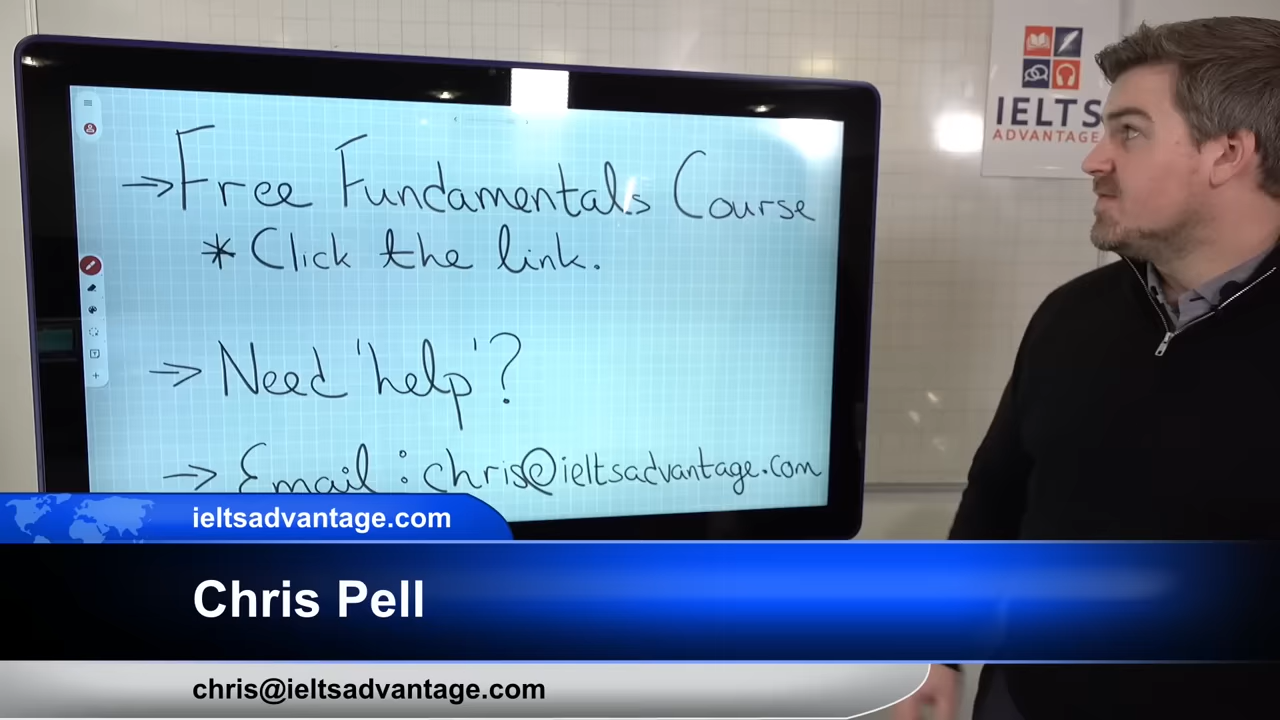 → Free Fundamentals Course
* Click the link.
→ Need 'help'?
→ Email : chris@ieltsadvantage.com
IELTS
ADVANTAGE
ieltsadvantage.com
Chris Pell
chris@ieltsadvantage.com